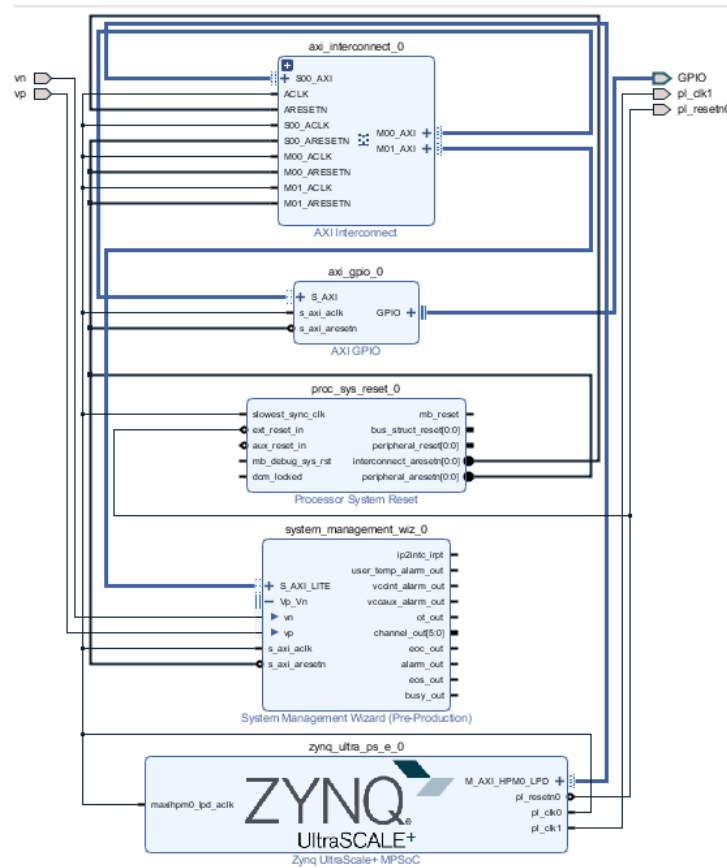 axi_interconnect_0
vn
vp
S00_AXI
ACLK
ARESETN
S00_ACLK
S00_ARESETN
M00_ACLK
M00_ARESETN
M01_ACLK
M01_ARESETN
M00_AXI
M01_AXI
AXI Interconnect
GPIO
pl_clk1
pl_resetn0
axi_gpio_0
S_AXI
s_axi_aclk
s_axi_aresetn
GPIO
AXI GPIO
proc_sys_reset_0
slowest_sync_clk
ext_reset_in
aux_reset_in
mb_debug_sys_rst
dcm_locked
mb_reset
bus_struct_reset[0:0]
peripheral_reset[0:0]
interconnect_aresetn[0:0]
peripheral_aresetn[0:0]
Processor System Reset
system_management_wiz_0
S_AXI_LITE
Vp_Vn
vn
vp
s_axi_aclk
s_axi_aresetn
ip2intc_irpt
user_temp_alarm_out
vccint_alarm_out
vccaux_alarm_out
ot_out
channel_out[5:0]
eoc_out
alarm_out
eos_out
busy_out
System Management Wizard (Pre-Production)
zynq_ultra_ps_e_0
maxihpm0_lpd_aclk
ZYNQ
UltraSCALE+
M_AXI_HPM0_LPD
pl_resetn0
pl_clk0
pl_clk1
Zynq UltraScale+ MPSoC